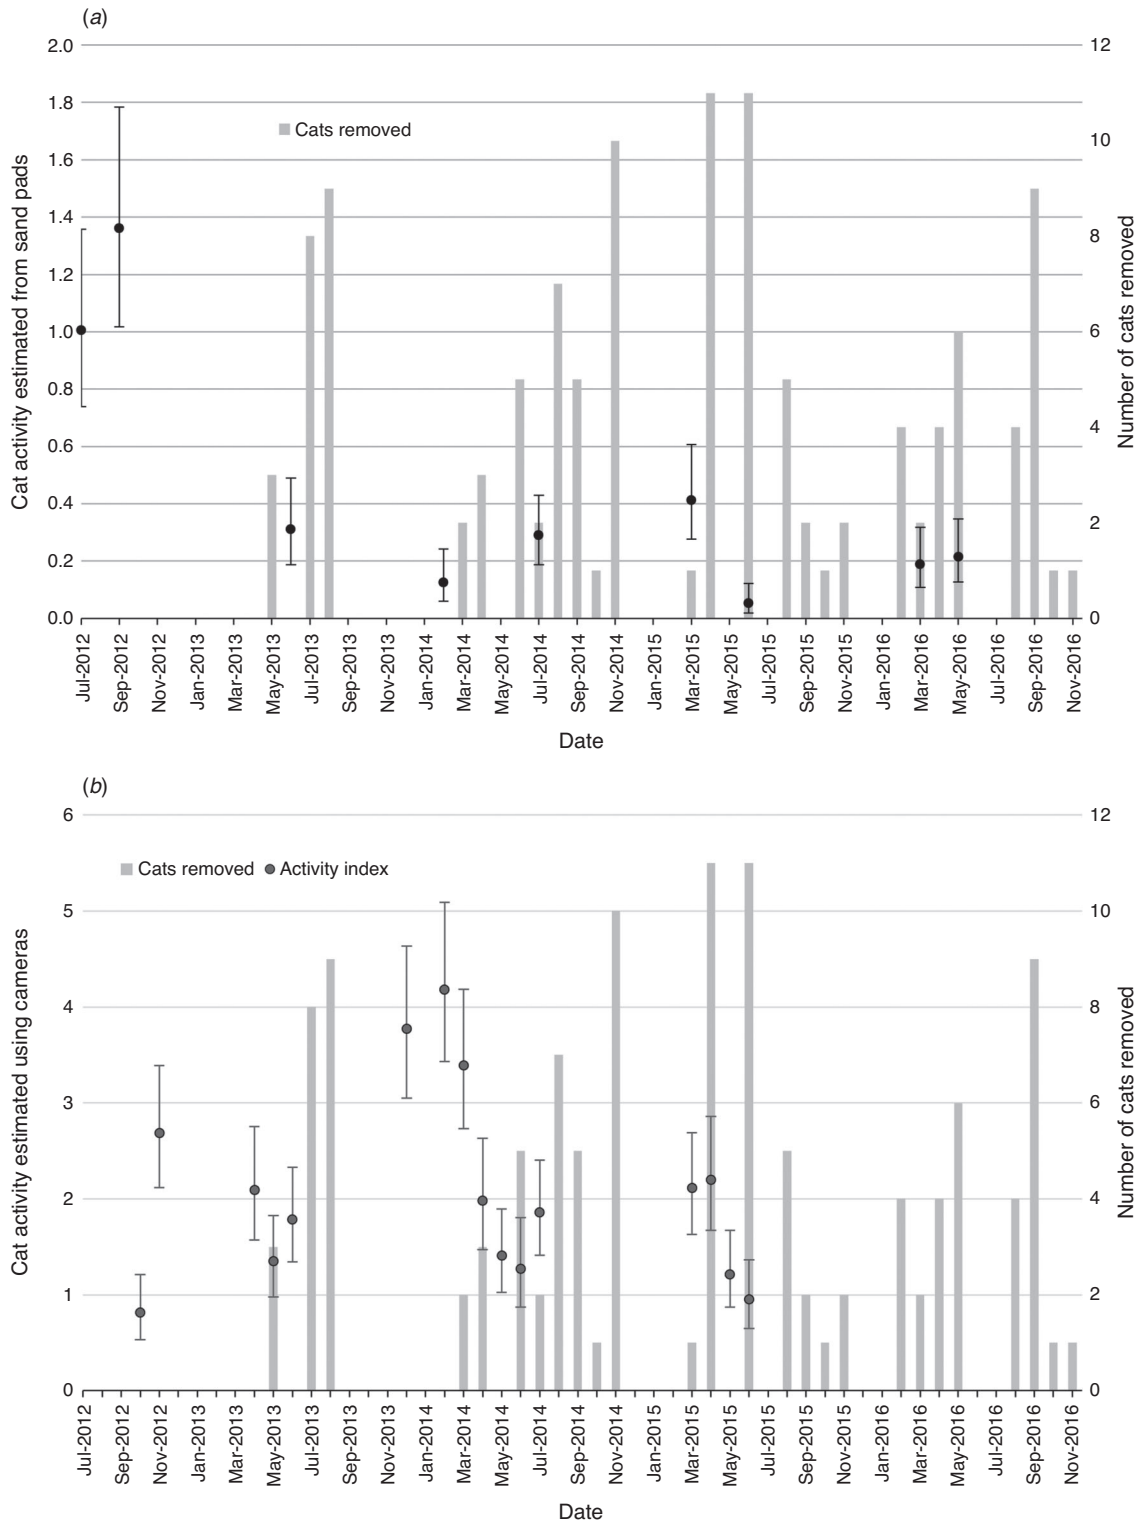 (a)
2.0
1.8
1.6
1.4
1.2
1.0
0.8
0.6
0.4
0.2
0.0
Cat activity estimated from sand pads
Cats removed
12
10
8
6
4
2
0
Number of cats removed
Jul-2012
Sep-2012
Nov-2012
Jan-2013
Mar-2013
May-2013
Jul-2013
Sep-2013
Nov-2013
Jan-2014
Mar-2014
May-2014
Jul-2014
Sep-2014
Nov-2014
Jan-2015
Mar-2015
May-2015
Jul-2015
Sep-2015
Nov-2015
Jan-2016
Mar-2016
May-2016
Jul-2016
Sep-2016
Nov-2016
Date
(b)
6
5
4
3
2
1
0
Cat activity estimated using cameras
Cats removed Activity index
12
10
8
6
4
2
0
Number of cats removed
Jul-2012
Sep-2012
Nov-2012
Jan-2013
Mar-2013
May-2013
Jul-2013
Sep-2013
Nov-2013
Jan-2014
Mar-2014
May-2014
Jul-2014
Sep-2014
Nov-2014
Jan-2015
Mar-2015
May-2015
Jul-2015
Sep-2015
Nov-2015
Jan-2016
Mar-2016
May-2016
Jul-2016
Sep-2016
Nov-2016
Date